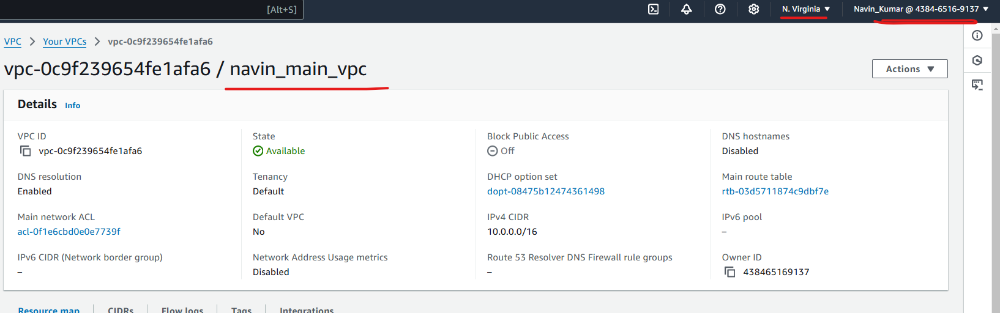 [Alt+S]
N. Virginia ▼
Navin_Kumar @ 4384-6516-9137 ▼
VPC > Your VPCs > vpc-0c9f239654fe1afa6
vpc-0c9f239654fe1afa6 / navin_main_vpc
Actions ▼
Details Info
VPC ID
vpc-0c9f239654fe1afa6
State
Available
Block Public Access
Off
DNS hostnames
Disabled
DNS resolution
Enabled
Tenancy
Default
DHCP option set
dopt-08475b12474361498
Main route table
rtb-03d5711874c9dbf7e
Main network ACL
acl-0f1e6cbd0e0e7739f
Default VPC
No
IPv4 CIDR
10.0.0.0/16
IPv6 pool
–
IPv6 CIDR (Network border group)
–
Network Address Usage metrics
Disabled
Route 53 Resolver DNS Firewall rule groups
–
Owner ID
438465169137
Resource map
CIDRs
Flow logs
Tags
Integrations